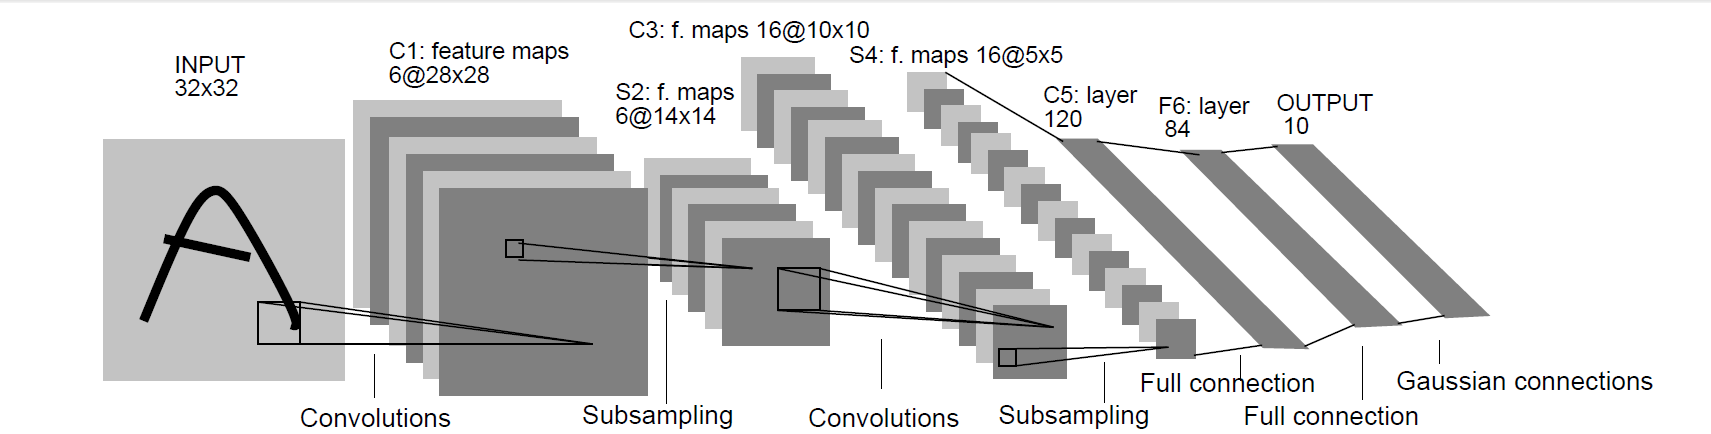 INPUT
32x32
C1: feature maps
6@28x28
S2: f. maps
6@14x14
C3: f. maps 16@10x10
S4: f. maps 16@5x5
C5: layer
120
F6: layer
84
OUTPUT
10
Convolutions
Subsampling
Convolutions
Subsampling
Full connection
Full connection
Gaussian connections